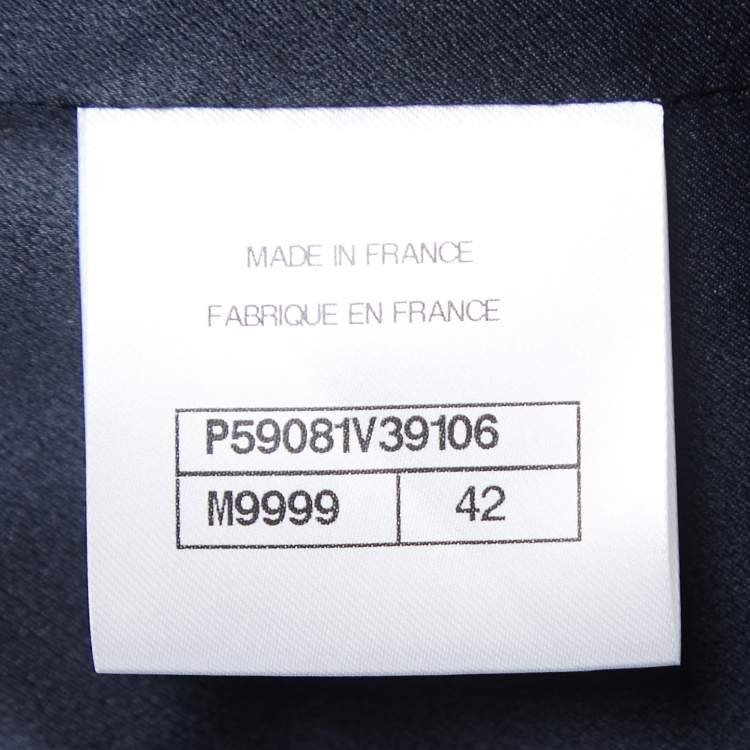 MADE IN FRANCE
FABRIQUE EN FRANCE
P59081V39106
M9999 42